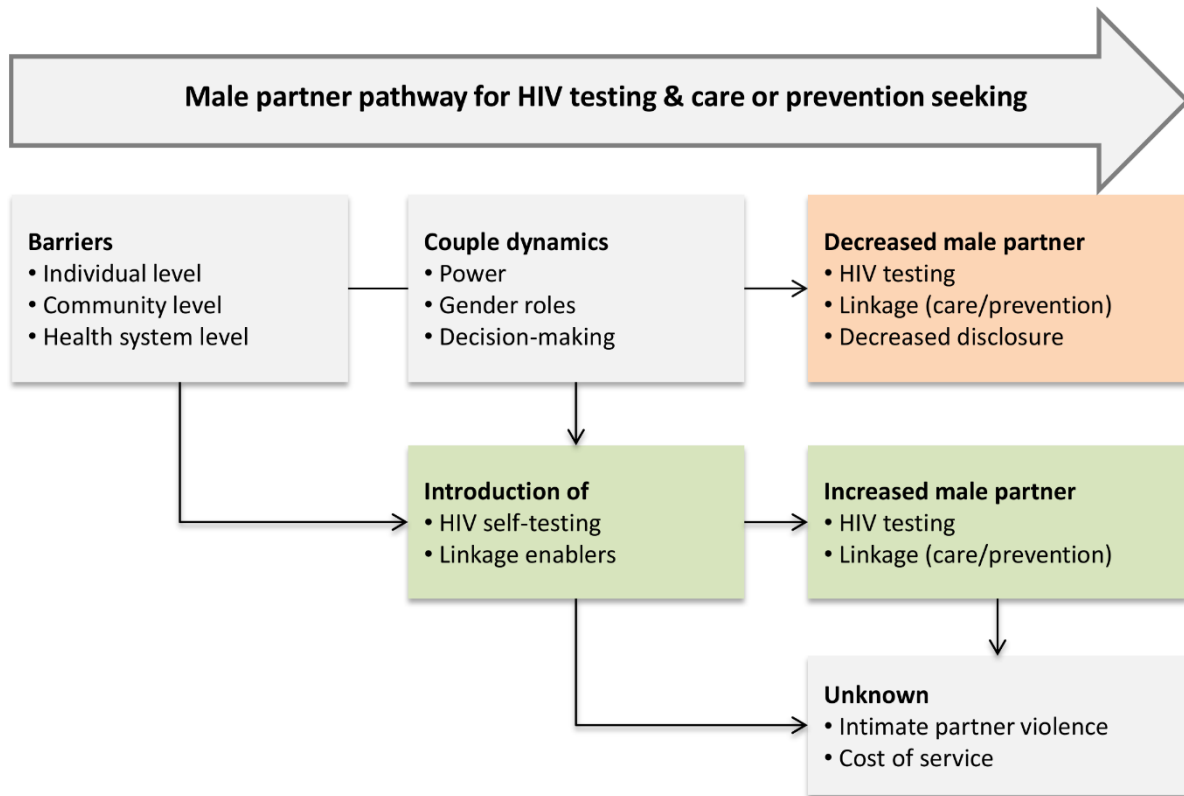 Male partner pathway for HIV testing & care or prevention seeking
Barriers
• Individual level
• Community level
• Health system level
Couple dynamics
• Power
• Gender roles
• Decision-making
Decreased male partner
• HIV testing
• Linkage (care/prevention)
• Decreased disclosure
Introduction of
• HIV self-testing
• Linkage enablers
Increased male partner
• HIV testing
• Linkage (care/prevention)
Unknown
• Intimate partner violence
• Cost of service